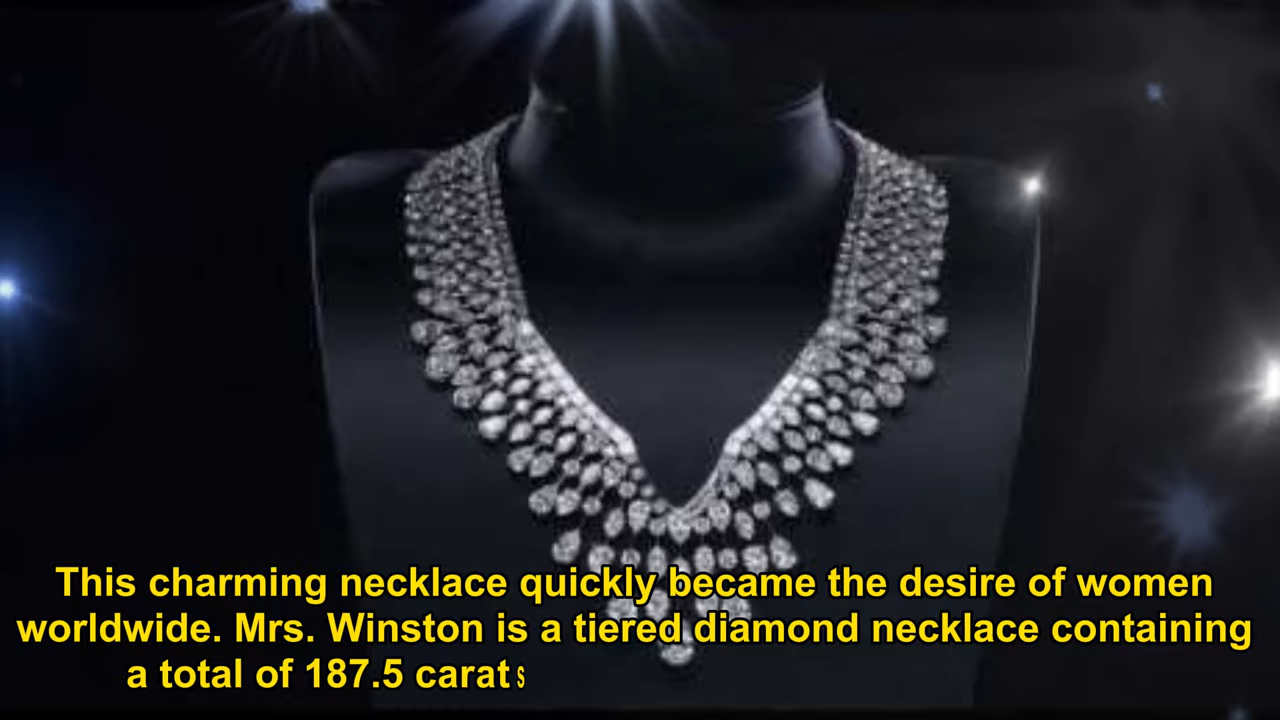 This charming necklace quickly became the desire of women
worldwide. Mrs. Winston is a tiered diamond necklace containing
a total of 187.5 carats